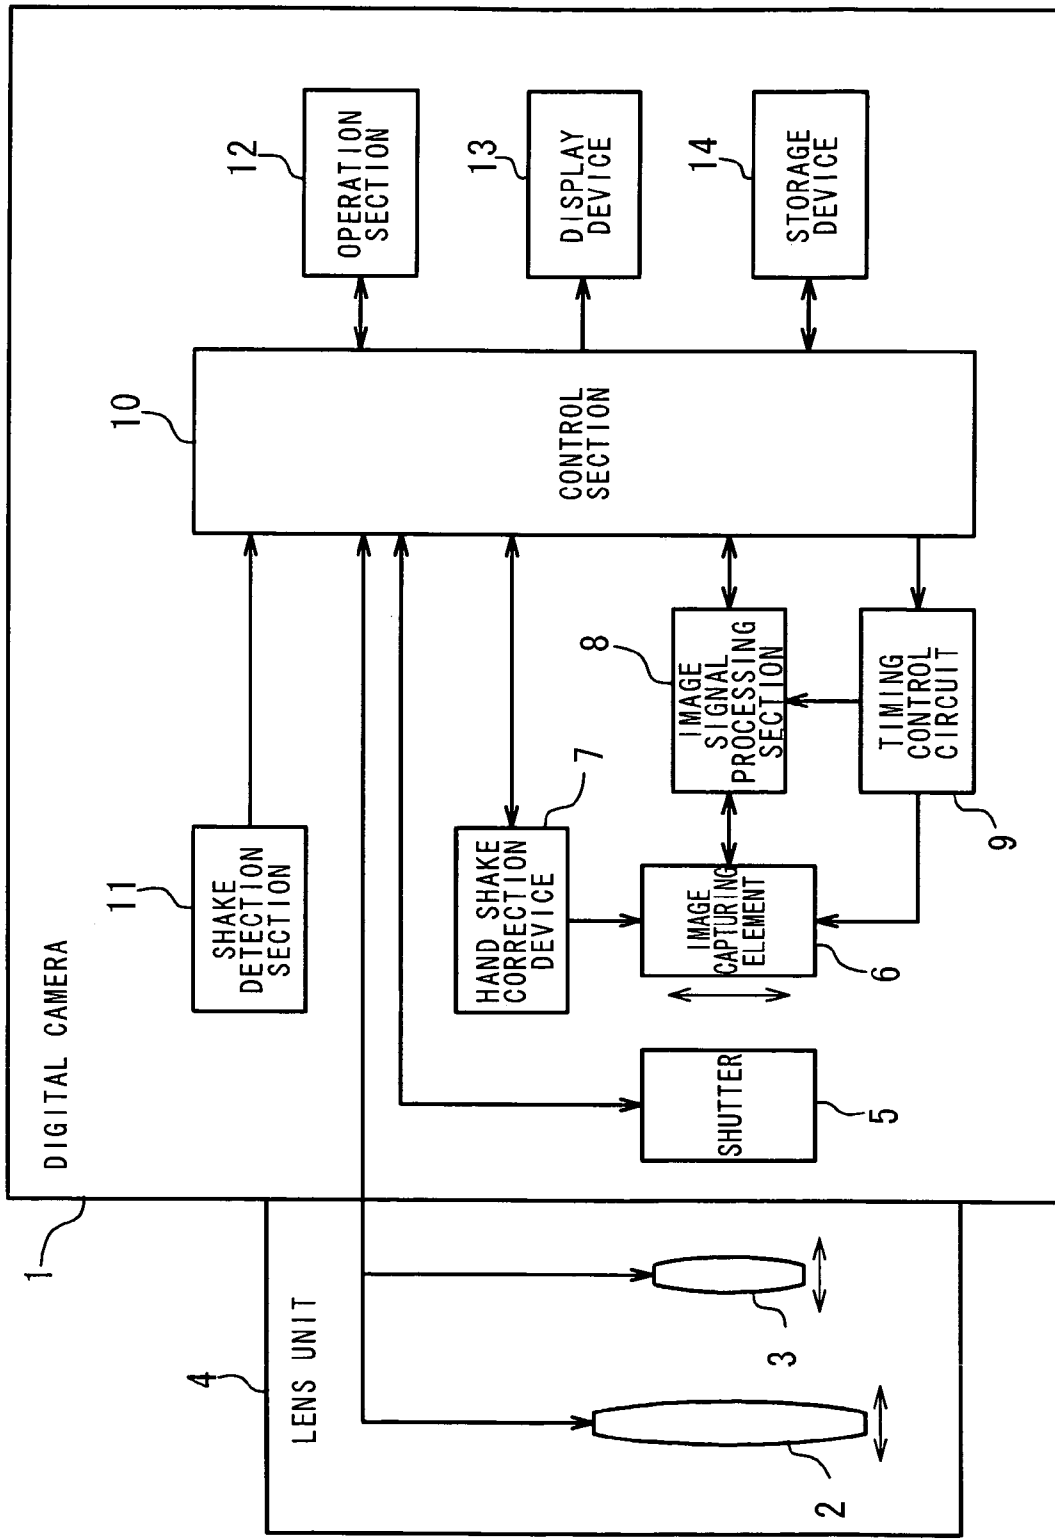 1
DIGITAL CAMERA
4
LENS UNIT
11
SHAKE
DETECTION
SECTION
10
CONTROL
SECTION
12
OPERATION
SECTION
7
HAND SHAKE
CORRECTION
DEVICE
13
DISPLAY
DEVICE
8
IMAGE
SIGNAL
PROCESSING
SECTION
14
STORAGE
DEVICE
SHUTTER
5
IMAGE
CAPTURING
ELEMENT
6
2
3
TIMING
CONTROL
CIRCUIT
9